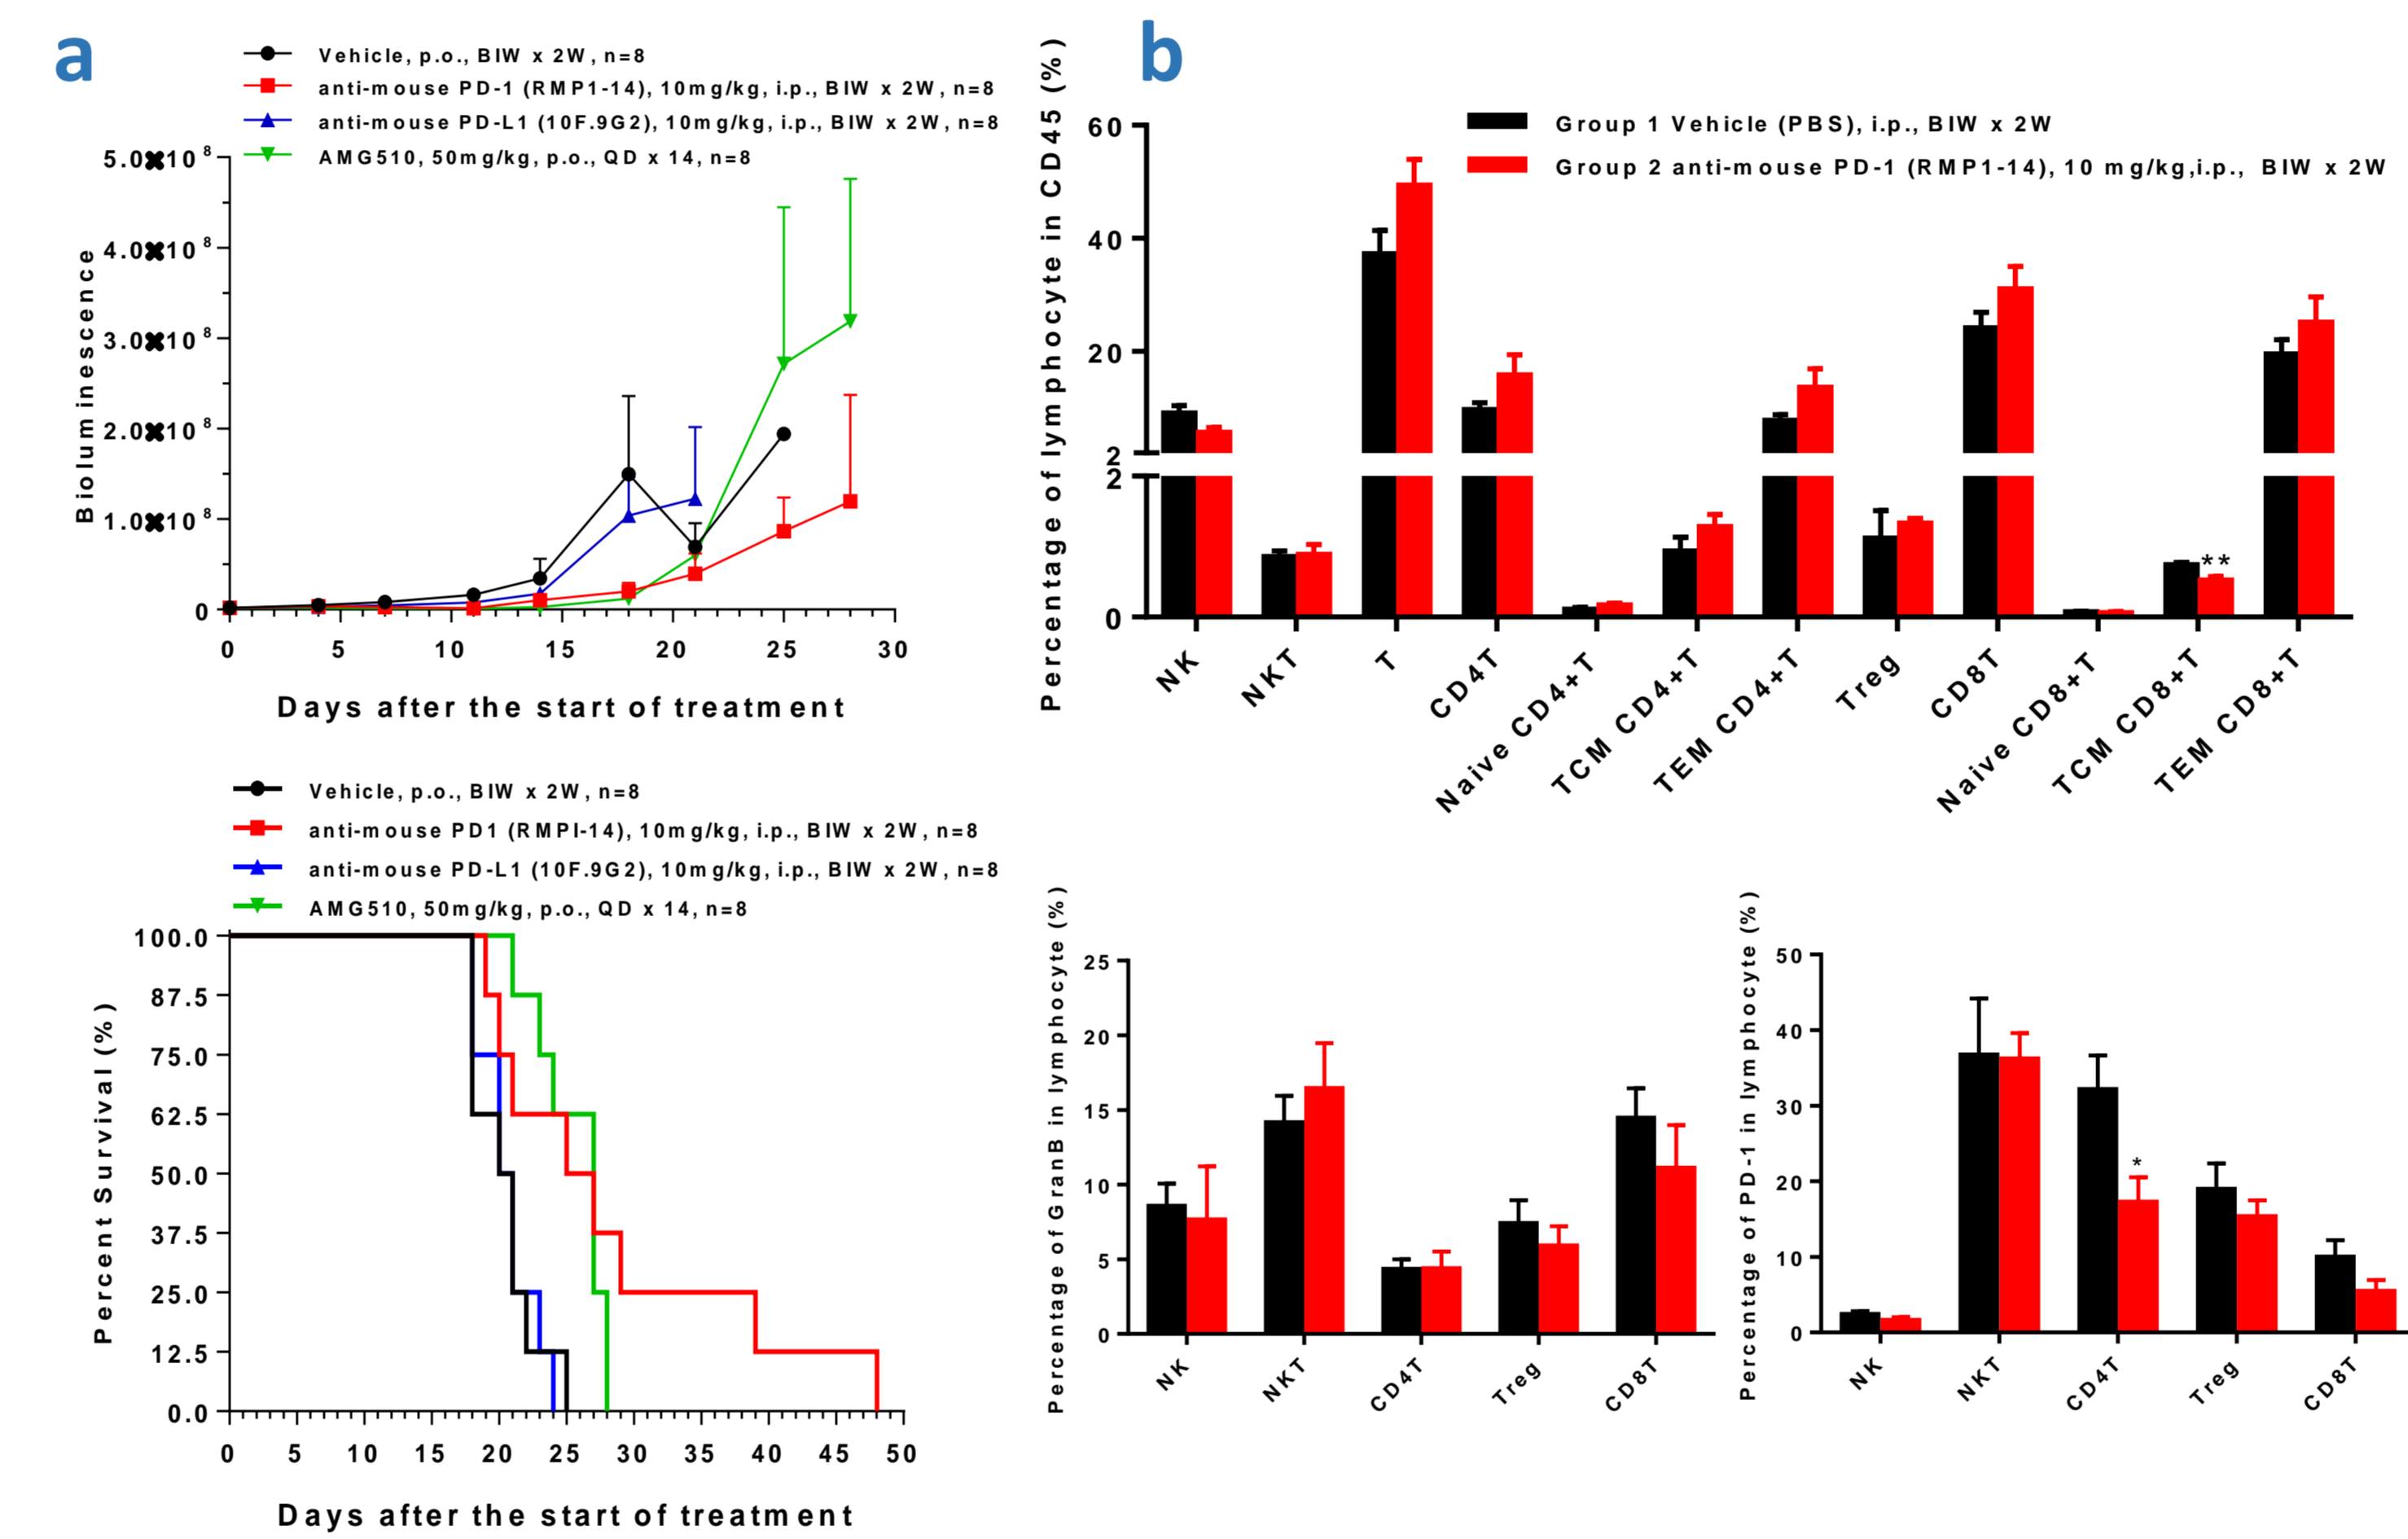 a
Vehicle, p.o., BIW x 2W, n=8
anti-mouse PD-1 (RMP1-14), 10mg/kg, i.p., BIW x 2W, n=8
anti-mouse PD-L1 (10F.9G2), 10mg/kg, i.p., BIW x 2W, n=8
AMG510, 50mg/kg, p.o., QD x 14, n=8
Bioluminescence
5.0✖10 8
4.0✖10 8
3.0✖10 8
2.0✖10 8
1.0✖10 8
0
0 5 10 15 20 25 30
Days after the start of treatment
Vehicle, p.o., BIW x 2W, n=8
anti-mouse PD1 (RMPI-14), 10mg/kg, i.p., BIW x 2W, n=8
anti-mouse PD-L1 (10F.9G2), 10mg/kg, i.p., BIW x 2W, n=8
AMG510, 50mg/kg, p.o., QD x 14, n=8
Percent Survival (%)
100.0
87.5
75.0
62.5
50.0
37.5
25.0
12.5
0.0
0 5 10 15 20 25 30 35 40 45 50
Days after the start of treatment
b
Group 1 Vehicle (PBS), i.p., BIW x 2W
Group 2 anti-mouse PD-1 (RMP1-14), 10 mg/kg,i.p., BIW x 2W
Percentage of lymphocyte in CD45 (%)
60
40
20
2
2
0
**
NK NKT T CD4T Naive CD4+T TCM CD4+T TEM CD4+T Treg CD8T Naive CD8+T TCM CD8+T TEM CD8+T
Percentage of GranB in lymphocyte (%)
25
20
15
10
5
0
NK NKT CD4T Treg CD8T
Percentage of PD-1 in lymphocyte (%)
50
40
30
20
10
0
*
NK NKT CD4T Treg CD8T